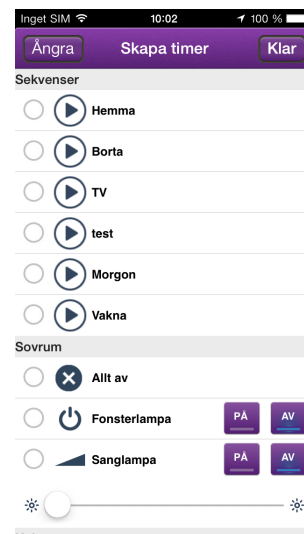 Inget SIM 10:02 100 %
Ångra Skapa timer Klar
Sekvenser
Hemma
Borta
TV
test
Morgon
Vakna
Sovrum
Allt av
Fonsterlampa PÅ AV
Sanglampa PÅ AV